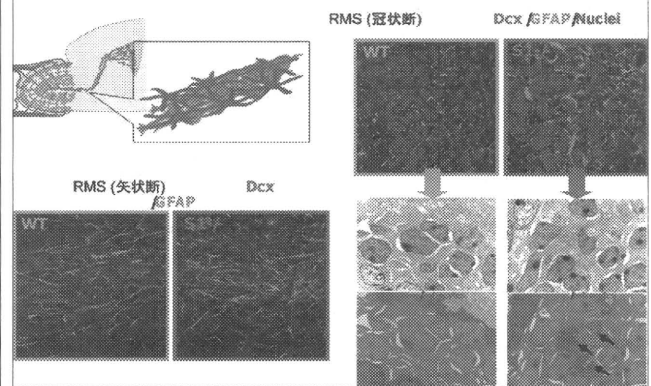 RMS (冠状断) Dcx /GFAP/Nuclei
WT
RMS (矢状断) Dcx
/GFAP
WT